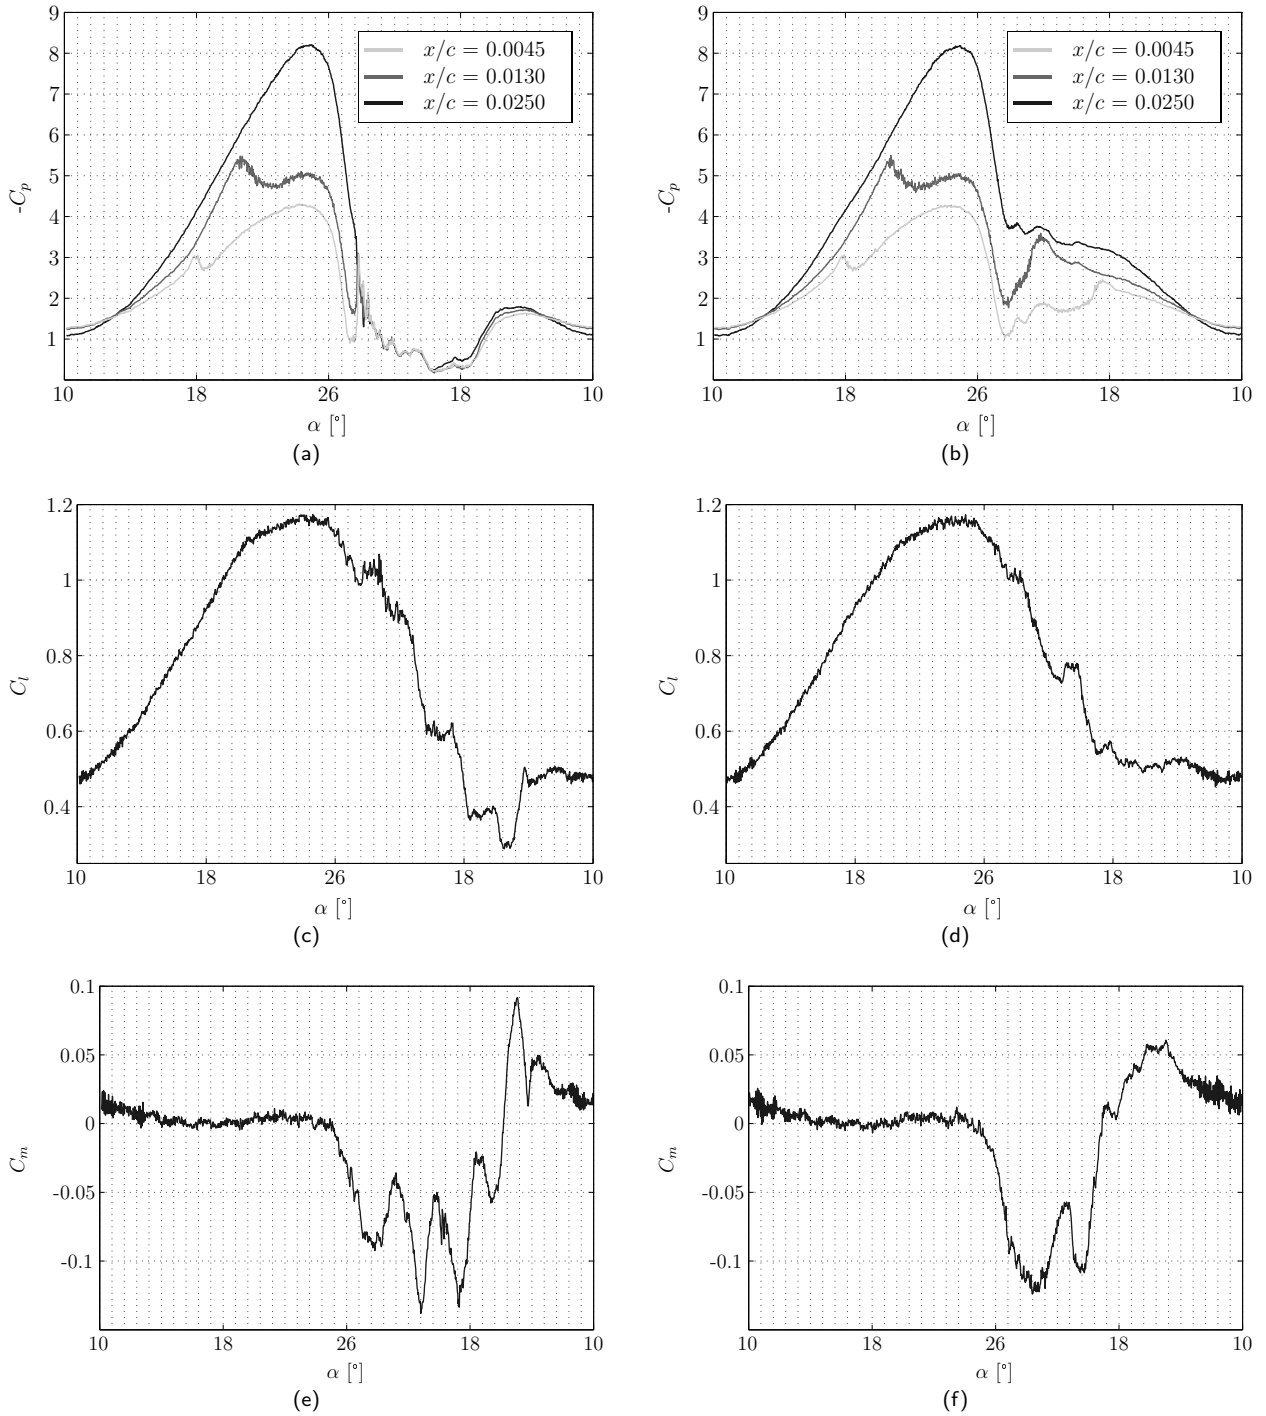 9
8
7
6
5
4
3
2
1
-C_p
x/c = 0.0045
x/c = 0.0130
x/c = 0.0250
10 18 26 18 10
α [°]
(a)
9
8
7
6
5
4
3
2
1
-C_p
x/c = 0.0045
x/c = 0.0130
x/c = 0.0250
10 18 26 18 10
α [°]
(b)
1.2
1
0.8
0.6
0.4
C_l
10 18 26 18 10
α [°]
(c)
1.2
1
0.8
0.6
0.4
C_l
10 18 26 18 10
α [°]
(d)
0.1
0.05
0
-0.05
-0.1
C_m
10 18 26 18 10
α [°]
(e)
0.1
0.05
0
-0.05
-0.1
C_m
10 18 26 18 10
α [°]
(f)